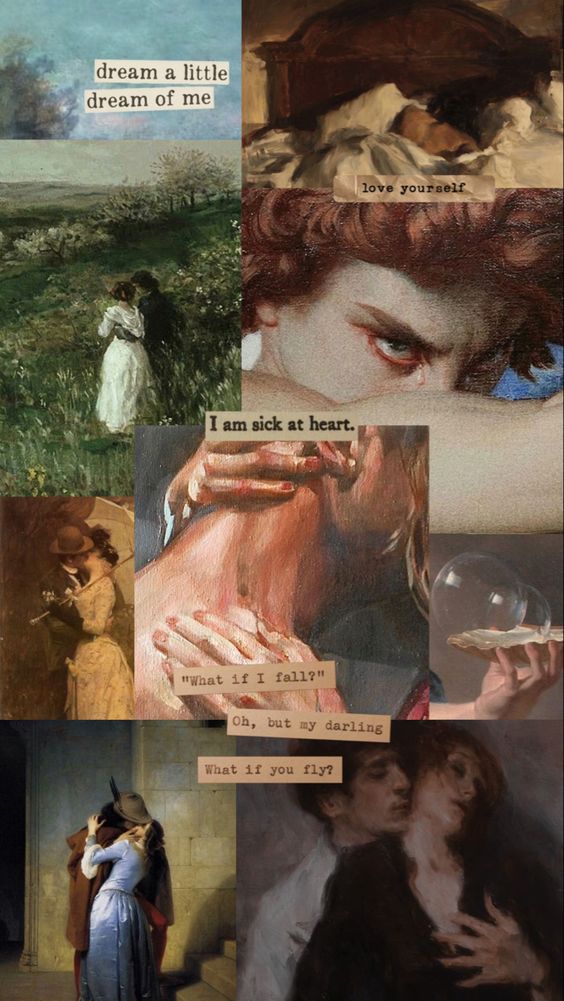 dream a little
dream of me
love yourself
I am sick at heart.
"What if I fall?"
Oh, but my darling
What if you fly?